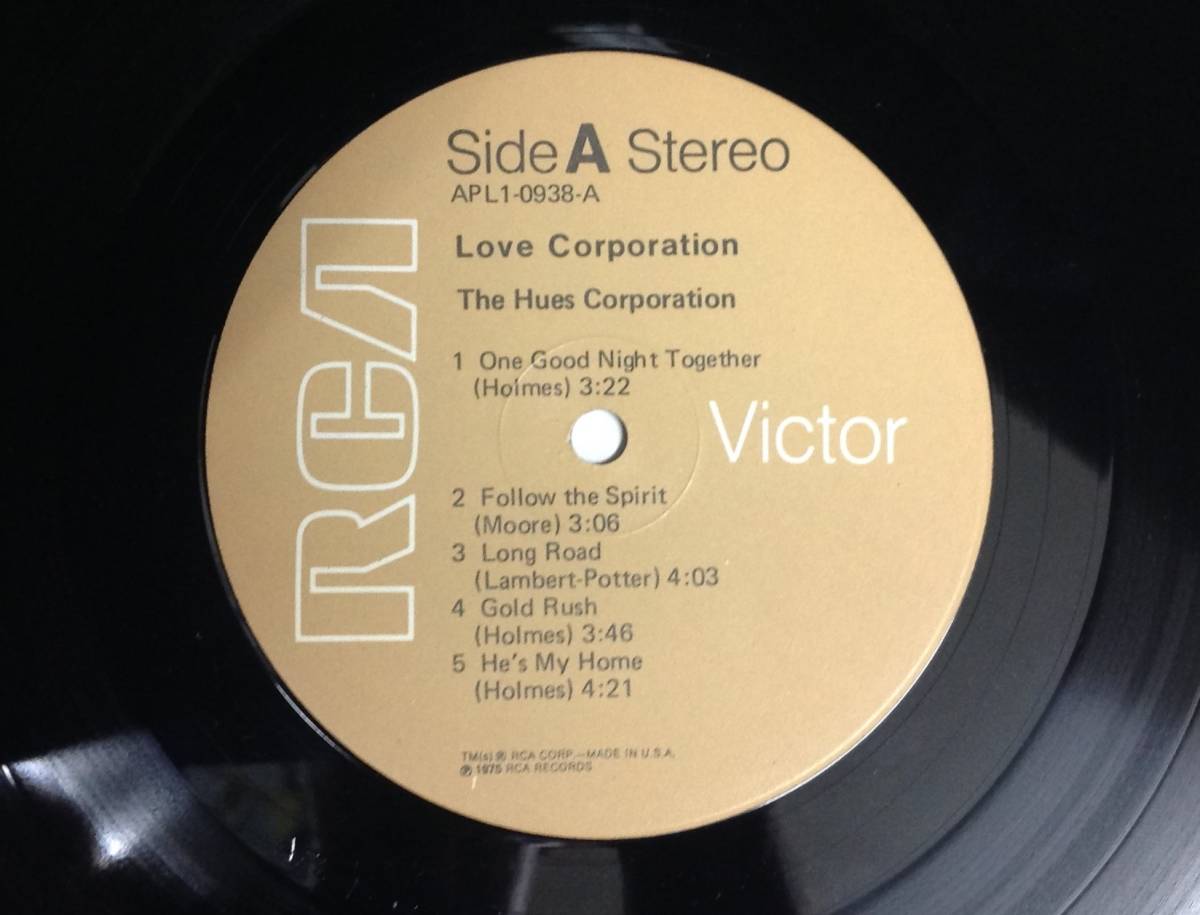 Side A Stereo
APL1-0938-A
Love Corporation
The Hues Corporation
1 One Good Night Together
(Hoimes) 3:22
RCA
Victor
2 Follow the Spirit
(Moore) 3:06
3 Long Road
(Lambert-Potter) 4:03
4 Gold Rush
(Holmes) 3:46
5 He's My Home
(Holmes) 4:21
TM(s) ® RCA CORP.—MADE IN U.S.A.
℗ 1975 RCA RECORDS